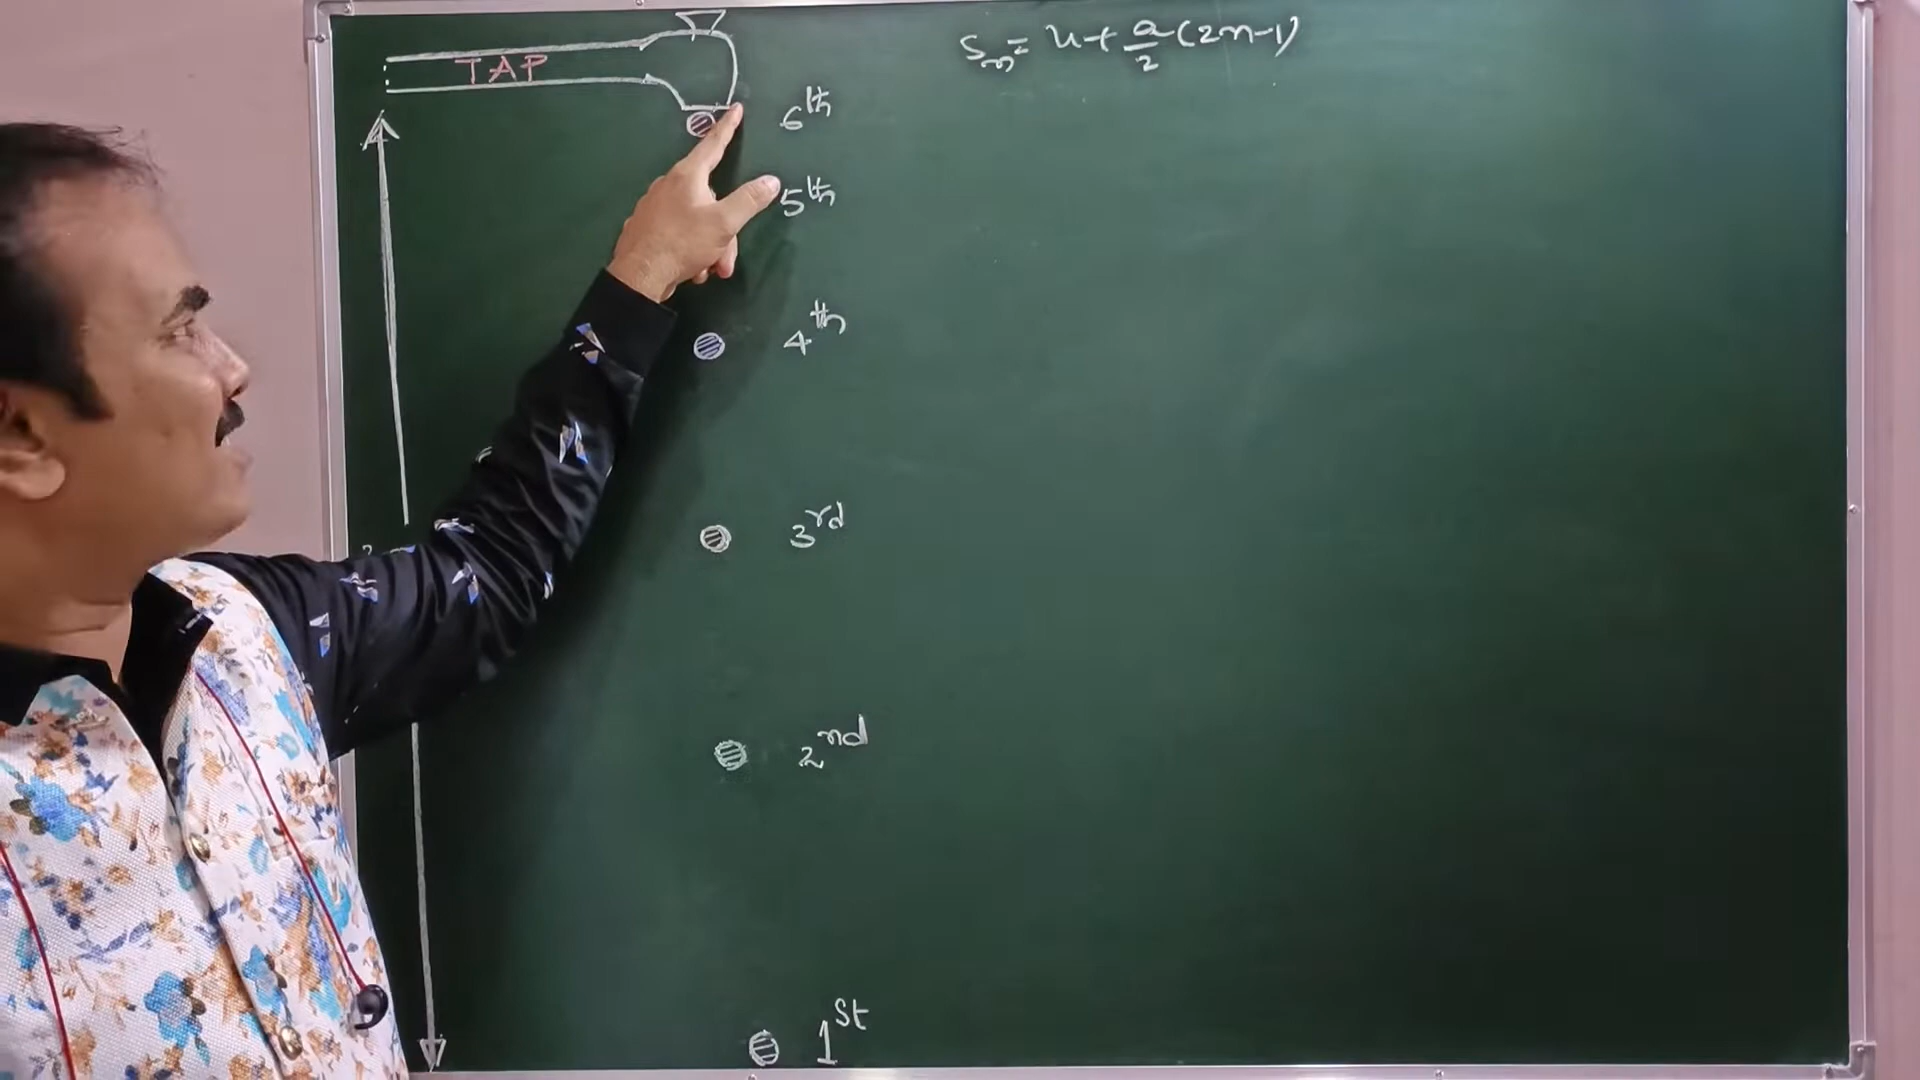 TAP
Sn = u + a/2 (2n-1)
6th
5th
4th
3rd
2nd
1st